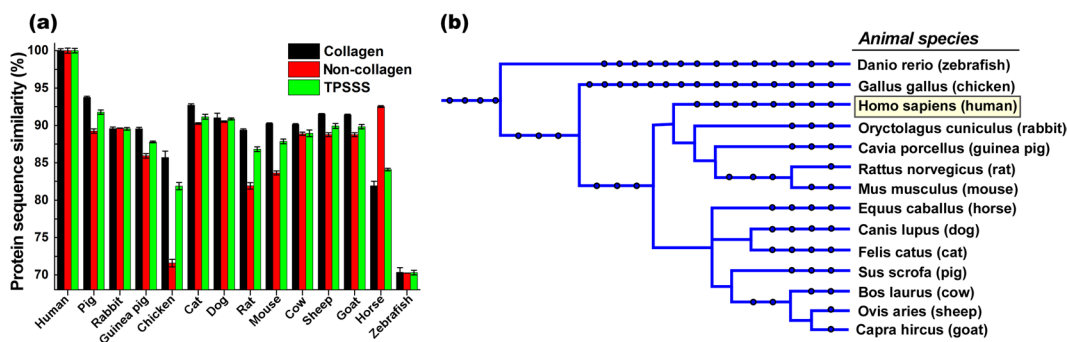 (a)
Protein sequence similarity (%)
100
95
90
85
80
75
70
Collagen
Non-collagen
TPSSS
Human
Pig
Rabbit
Guinea pig
Chicken
Cat
Dog
Rat
Mouse
Cow
Sheep
Goat
Horse
Zebrafish
(b)
Animal species
Danio rerio (zebrafish)
Gallus gallus (chicken)
Homo sapiens (human)
Oryctolagus cuniculus (rabbit)
Cavia porcellus (guinea pig)
Rattus norvegicus (rat)
Mus musculus (mouse)
Equus caballus (horse)
Canis lupus (dog)
Felis catus (cat)
Sus scrofa (pig)
Bos laurus (cow)
Ovis aries (sheep)
Capra hircus (goat)